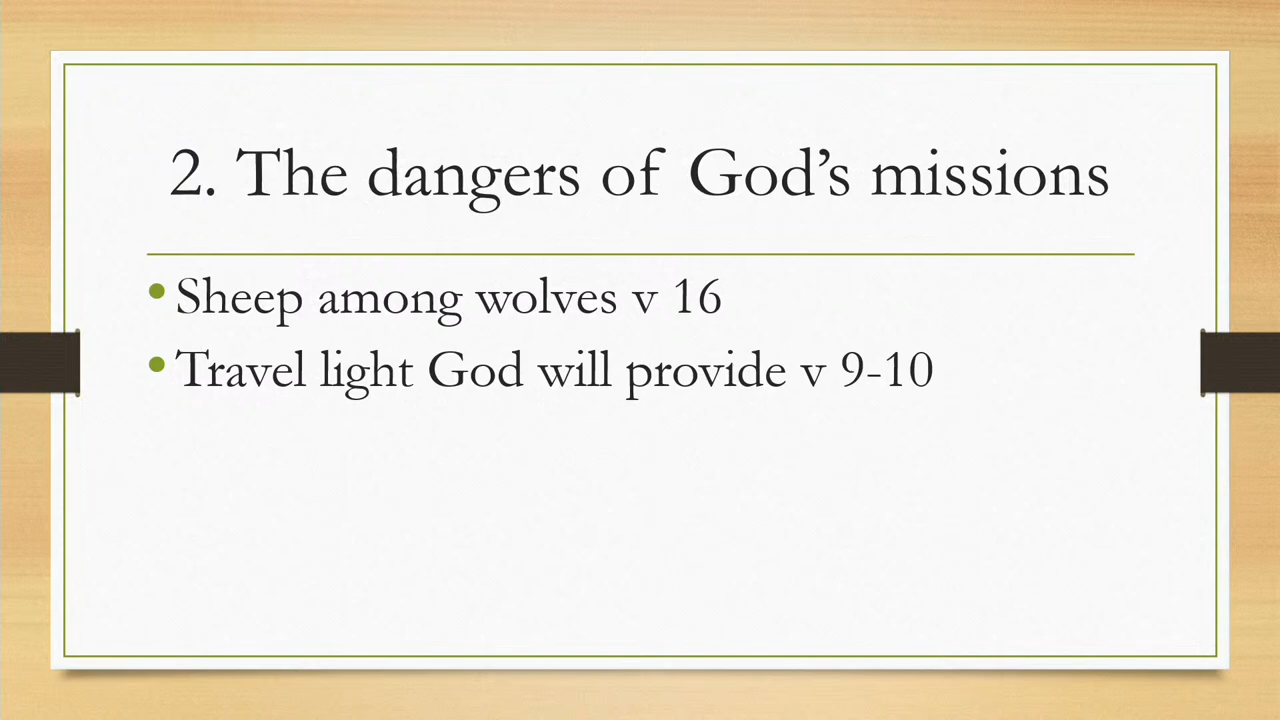 2. The dangers of God’s missions
• Sheep among wolves v 16
• Travel light God will provide v 9-10